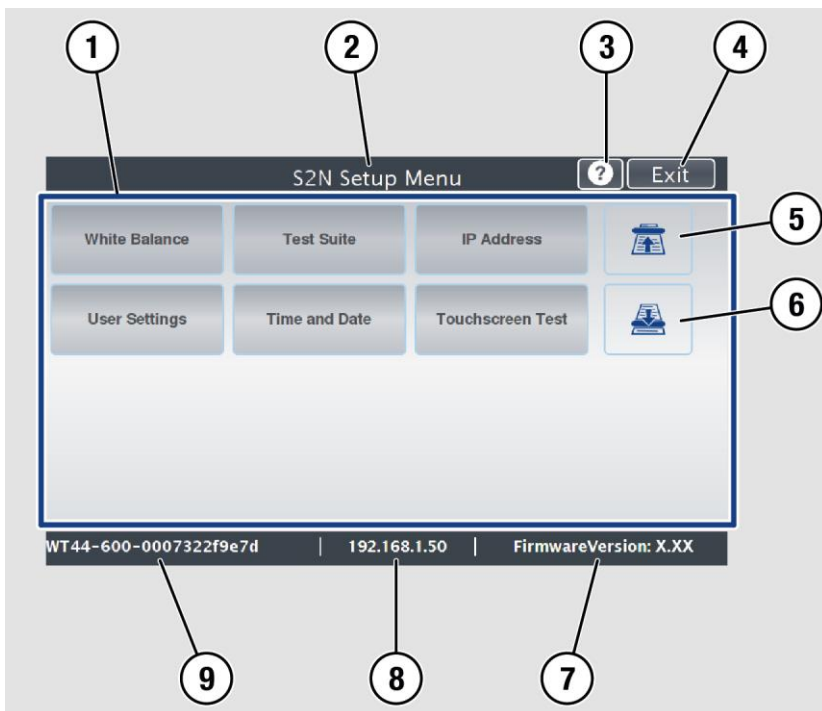 1 2 3 4
S2N Setup Menu ? Exit
White Balance Test Suite IP Address 5
User Settings Time and Date Touchscreen Test 6
WT44-600-0007322f9e7d | 192.168.1.50 | FirmwareVersion: X.XX
9 8 7